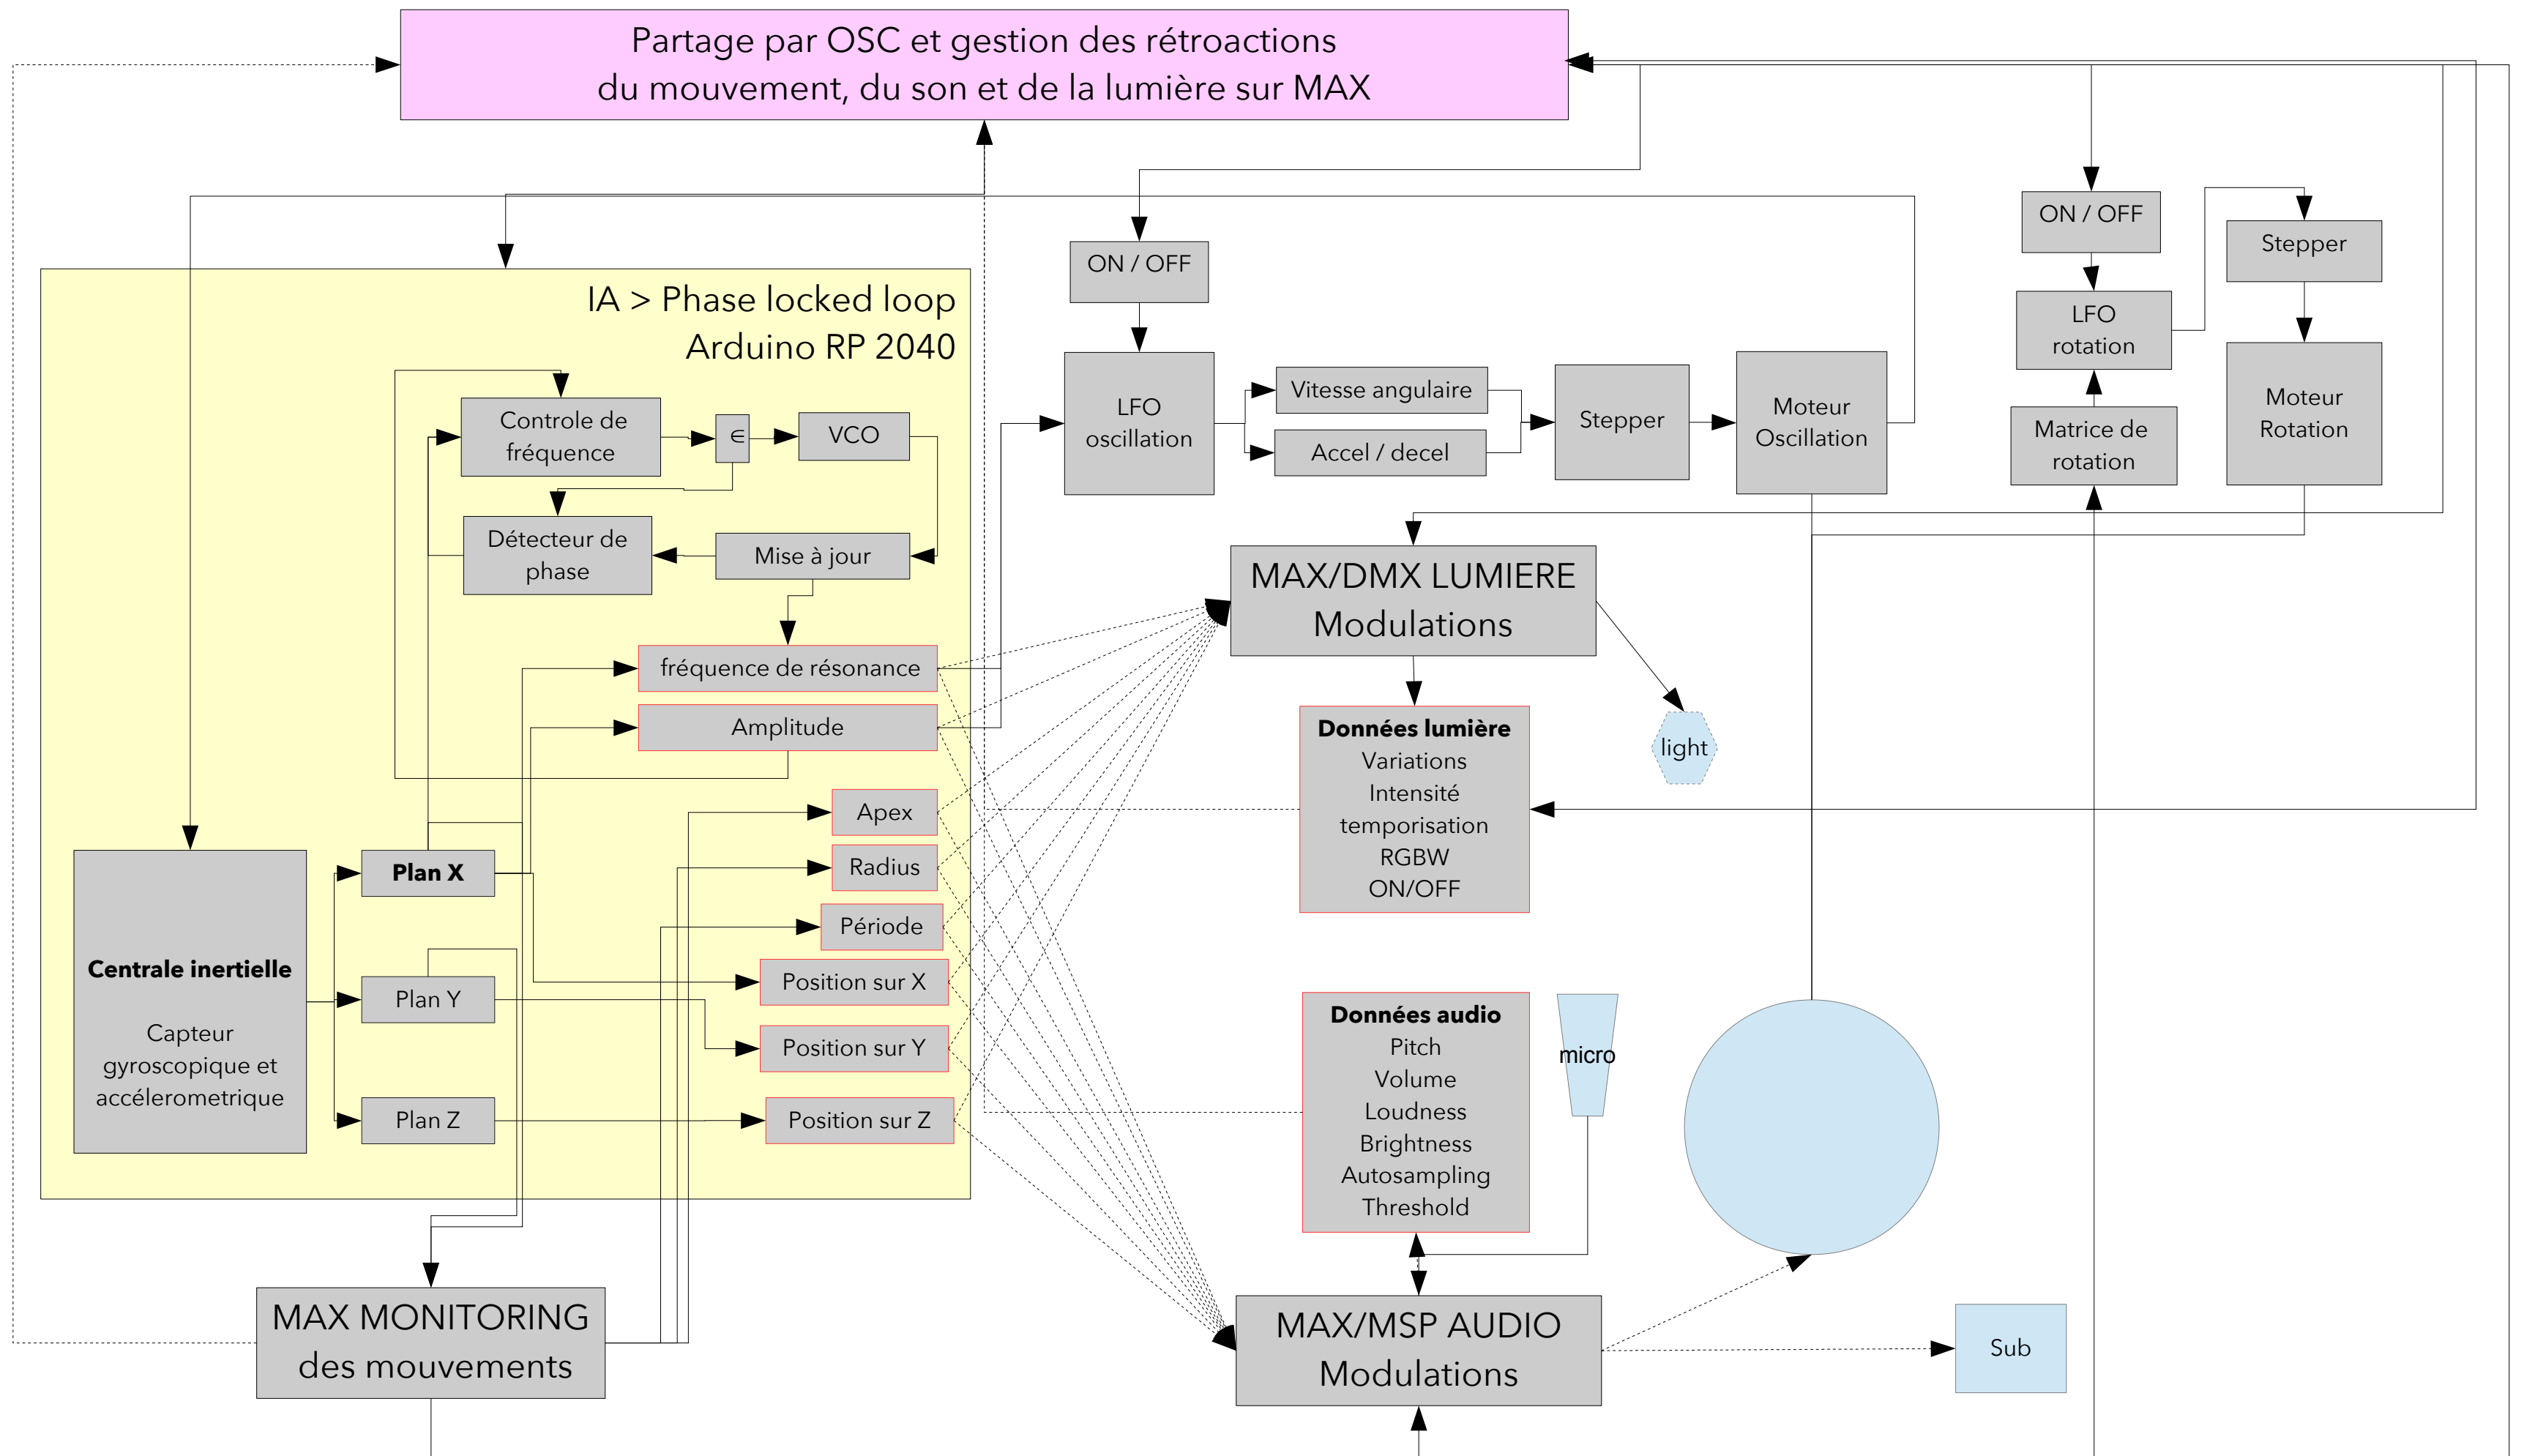 Partage par OSC et gestion des rétroactions
du mouvement, du son et de la lumière sur MAX
IA > Phase locked loop
Arduino RP 2040
Controle de
fréquence
∈
VCO
Détecteur de
phase
Mise à jour
fréquence de résonance
Amplitude
Apex
Radius
Période
Position sur X
Position sur Y
Position sur Z
Plan X
Plan Y
Plan Z
Centrale inertielle
Capteur
gyroscopique et
accélerometrique
MAX MONITORING
des mouvements
ON / OFF
LFO
oscillation
Vitesse angulaire
Accel / decel
Stepper
Moteur
Oscillation
ON / OFF
LFO
rotation
Matrice de
rotation
Stepper
Moteur
Rotation
MAX/DMX LUMIERE
Modulations
light
Données lumière
Variations
Intensité
temporisation
RGBW
ON/OFF
Données audio
Pitch
Volume
Loudness
Brightness
Autosampling
Threshold
micro
MAX/MSP AUDIO
Modulations
Sub